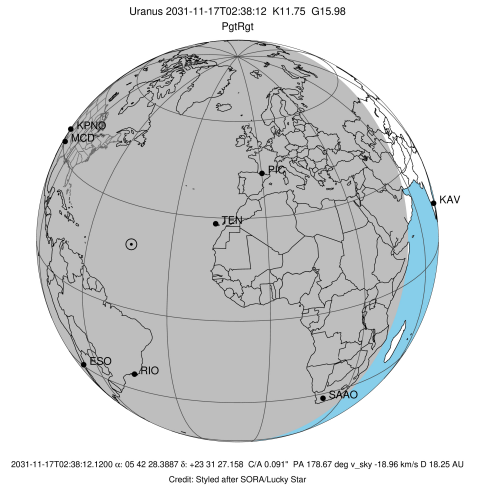 Uranus 2031-11-17T02:38:12 K11.75 G15.98
PgtRgt
KPNO
MCD
PIC
KAV
TEN
ESO
RIO
SAAO
2031-11-17T02:38:12.1200 α: 05 42 28.3887 δ: +23 31 27.158 C/A 0.091" PA 178.67 deg v_sky -18.96 km/s D 18.25 AU
Credit: Styled after SORA/Lucky Star